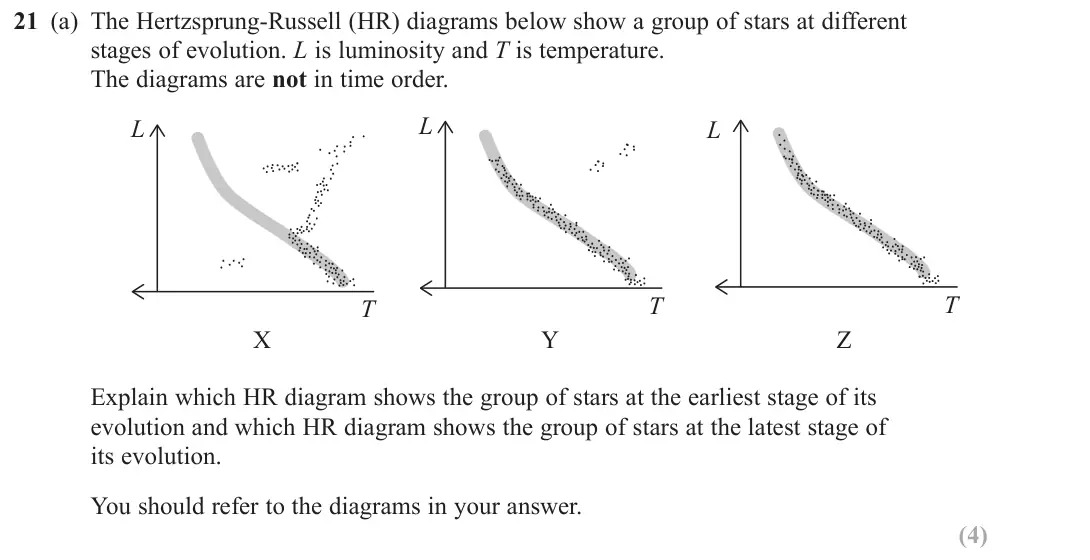 21 (a) The Hertzsprung-Russell (HR) diagrams below show a group of stars at different
stages of evolution. L is luminosity and T is temperature.
The diagrams are not in time order.
L
T
X
L
T
Y
L
T
Z
Explain which HR diagram shows the group of stars at the earliest stage of its
evolution and which HR diagram shows the group of stars at the latest stage of
its evolution.
You should refer to the diagrams in your answer.
(4)